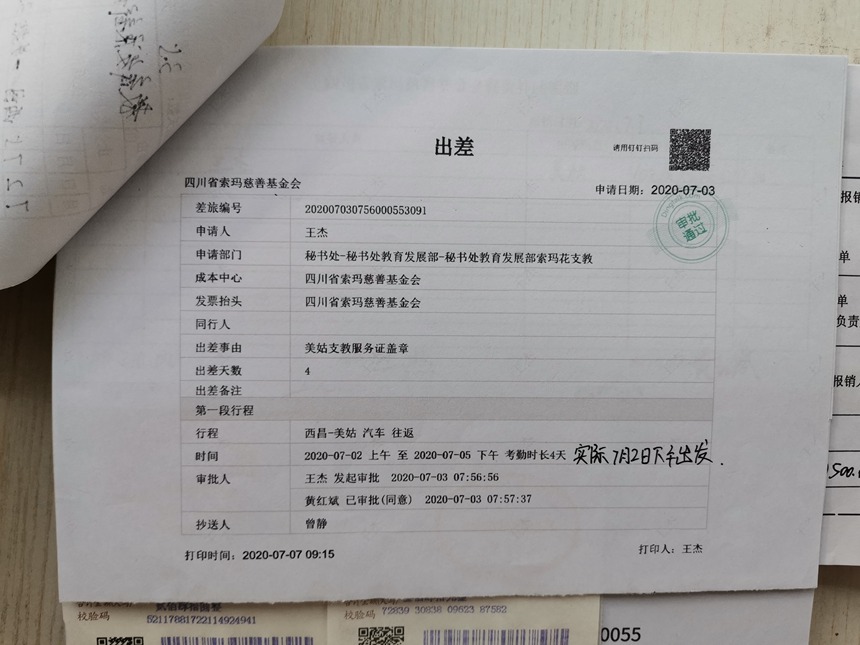 出差
请用钉钉扫码
四川省索玛慈善基金会
申请日期: 2020-07-03
审批
通过
差旅编号 202007030756000553091
申请人 王杰
申请部门 秘书处-秘书处教育发展部-秘书处教育发展部索玛花支教
成本中心 四川省索玛慈善基金会
发票抬头 四川省索玛慈善基金会
同行人
出差事由 美姑支教服务证盖章
出差天数 4
出差备注
第一段行程
行程 西昌-美姑 汽车 往返
时间 2020-07-02 上午 至 2020-07-05 下午 考勤时长4天 实际7月2日下午出发.
审批人 王杰 发起审批 2020-07-03 07:56:56
黄红斌 已审批(同意) 2020-07-03 07:57:37
抄送人 曾静
打印时间: 2020-07-07 09:15
打印人: 王杰
报销
单
单
负责
报销人
校验码 52117881722114924941
校验码 72839 30838 09623 87582
0055